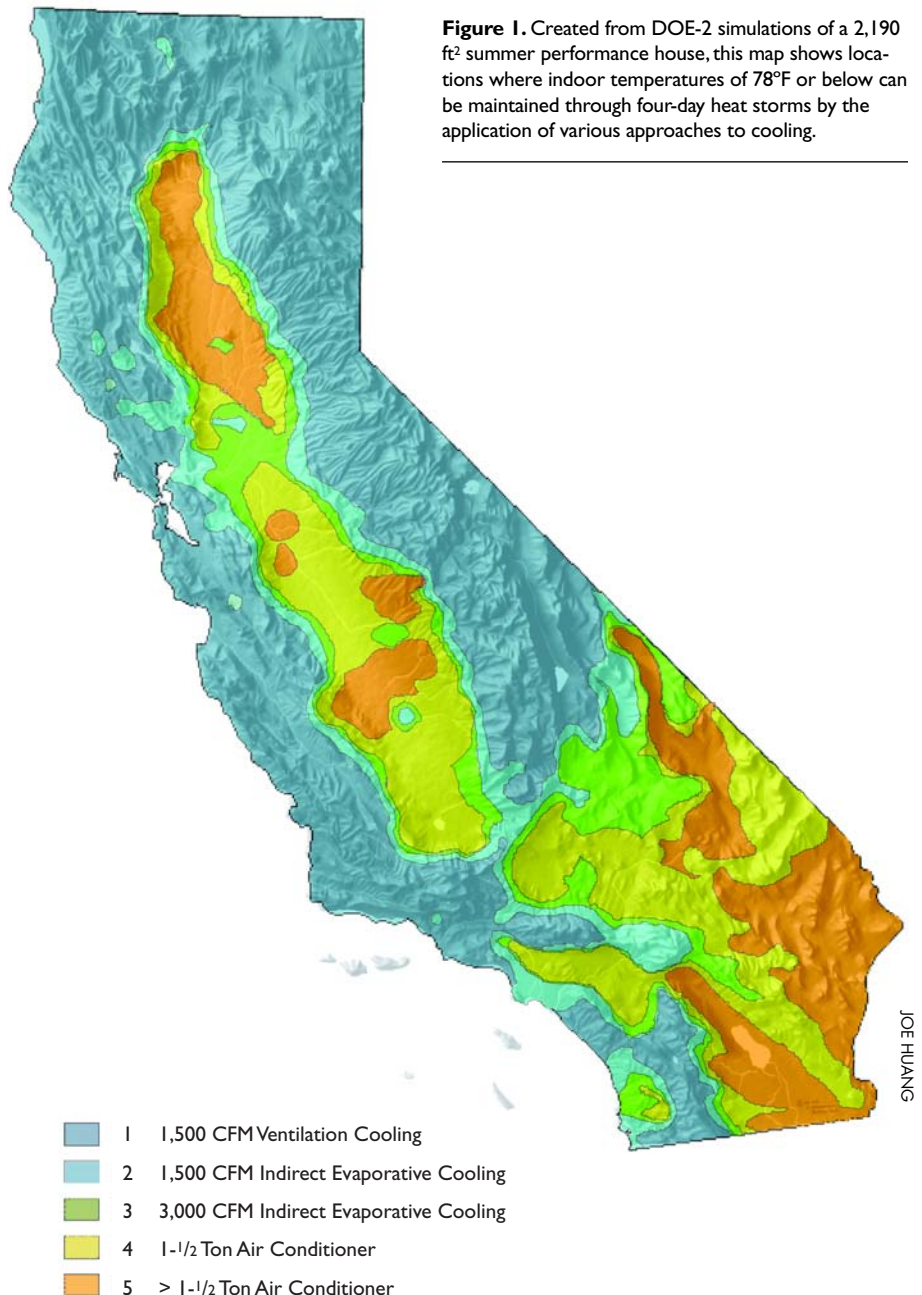 Figure 1. Created from DOE-2 simulations of a 2,190
ft² summer performance house, this map shows loca-
tions where indoor temperatures of 78ºF or below can
be maintained through four-day heat storms by the
application of various approaches to cooling.
JOE HUANG
1 1,500 CFM Ventilation Cooling
2 1,500 CFM Indirect Evaporative Cooling
3 3,000 CFM Indirect Evaporative Cooling
4 1-1/2 Ton Air Conditioner
5 > 1-1/2 Ton Air Conditioner